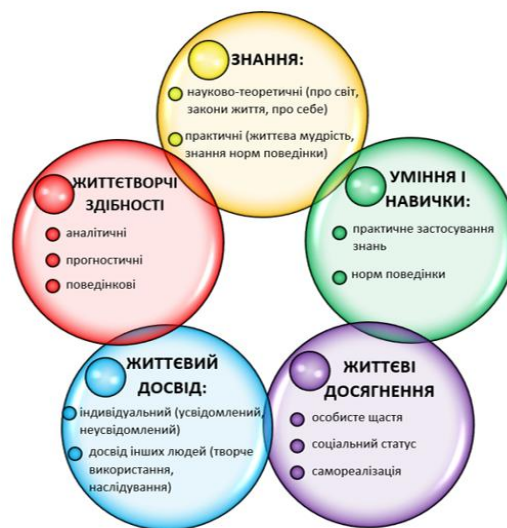 ЗНАННЯ:
науково-теоретичні (про світ,
закони життя, про себе)
практичні (життєва мудрість,
знання норм поведінки)
УМІННЯ І
НАВИЧКИ:
практичне застосування
знань
норм поведінки
ЖИТТЄВІ
ДОСЯГНЕННЯ
особисте щастя
соціальний статус
самореалізація
ЖИТТЄВИЙ
ДОСВІД:
індивідуальний (усвідомлений,
неусвідомлений)
досвід інших людей (творче
використання,
наслідування)
ЖИТТЄТВОРЧІ
ЗДІБНОСТІ
аналітичні
прогностичні
поведінкові